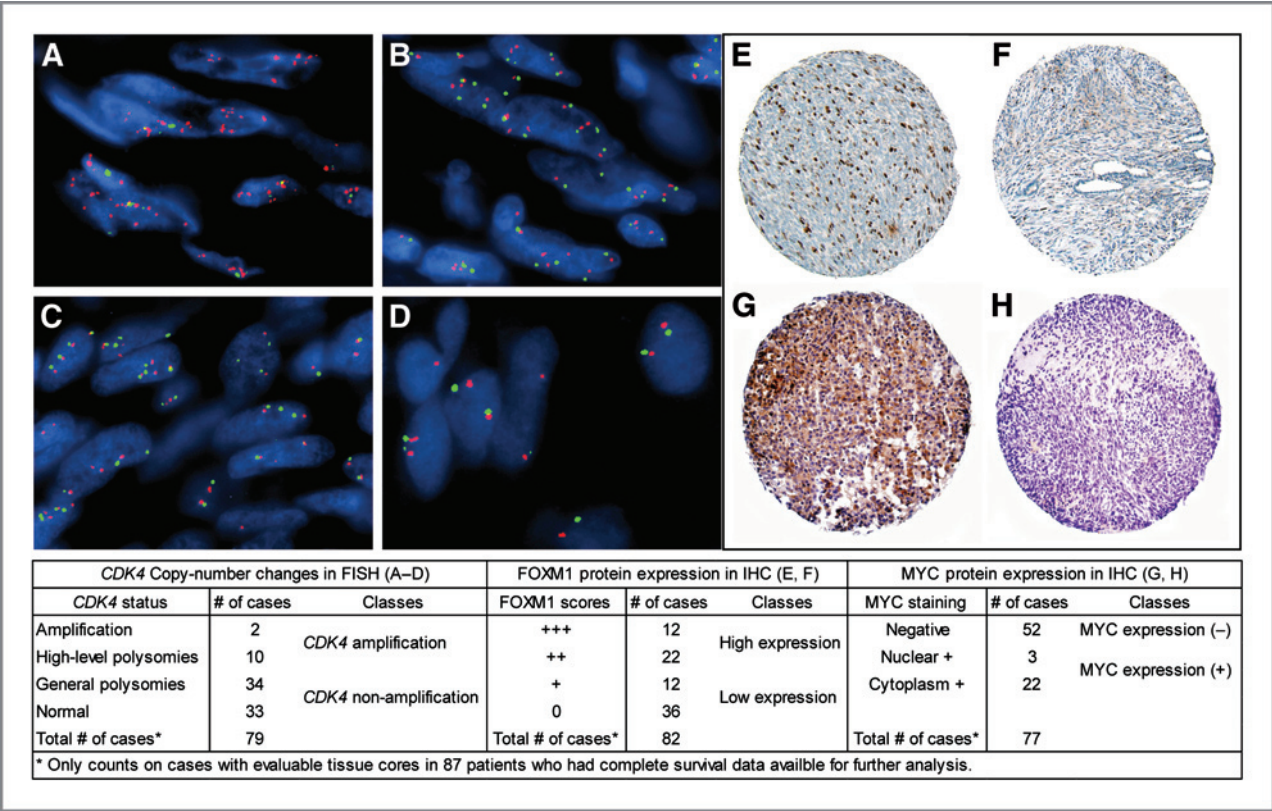 A
B
C
D
E
F
G
H
CDK4 Copy-number changes in FISH (A–D) FOXM1 protein expression in IHC (E, F) MYC protein expression in IHC (G, H)
CDK4 status # of cases Classes FOXM1 scores # of cases Classes MYC staining # of cases Classes
Amplification 2 CDK4 amplification +++ 12 High expression Negative 52 MYC expression (–)
High-level polysomies 10 ++ 22 Nuclear + 3 MYC expression (+)
General polysomies 34 CDK4 non-amplification + 12 Low expression Cytoplasm + 22
Normal 33 0 36
Total # of cases* 79 Total # of cases* 82 Total # of cases* 77
* Only counts on cases with evaluable tissue cores in 87 patients who had complete survival data availble for further analysis.